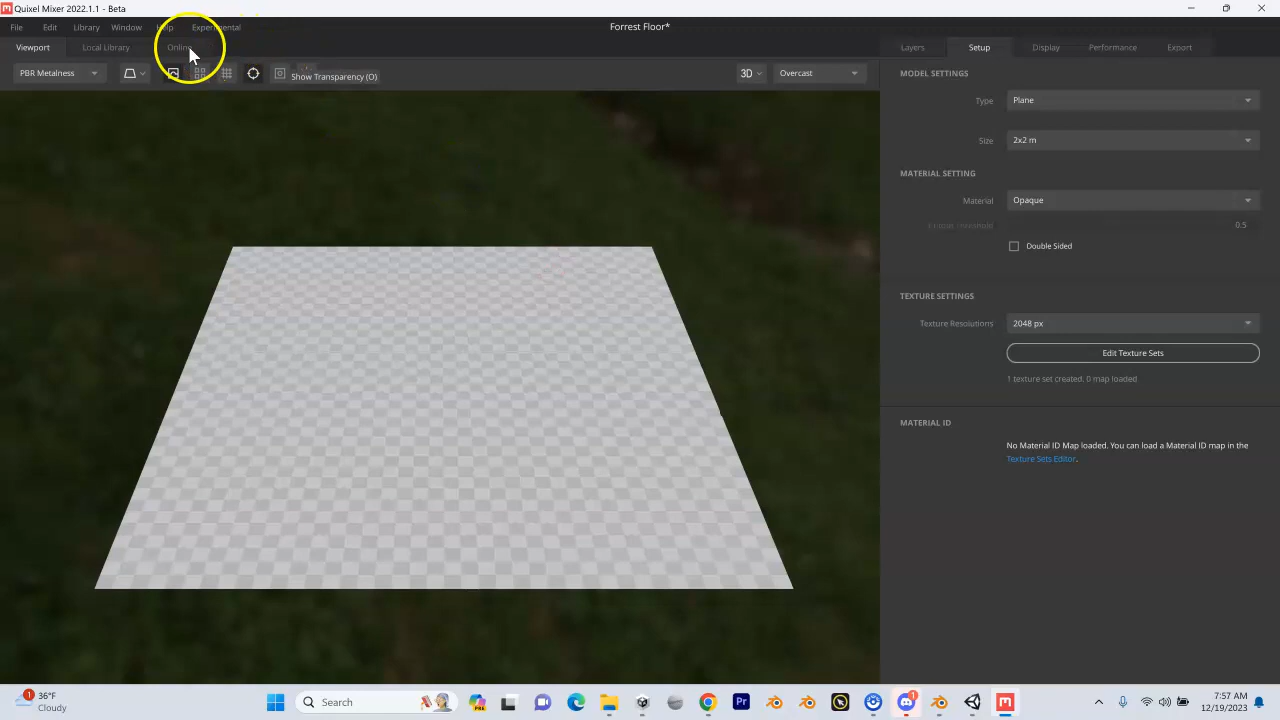 Quixel Mixer 2022.1.1 - Beta
File Edit Library Window Help Experimental
Forrest Floor*
Viewport Local Library Online
Layers Setup Display Performance Export
PBR Metalness
Show Transparency (O)
3D
Overcast
MODEL SETTINGS
Type Plane
Size 2x2 m
MATERIAL SETTING
Material Opaque
0.5
Double Sided
TEXTURE SETTINGS
Texture Resolutions 2048 px
Edit Texture Sets
1 texture set created. 0 map loaded
MATERIAL ID
No Material ID Map loaded. You can load a Material ID map in the
Texture Sets Editor.
1
36°F
Cloudy
Search
Pr
1
7:57 AM
12/19/2023